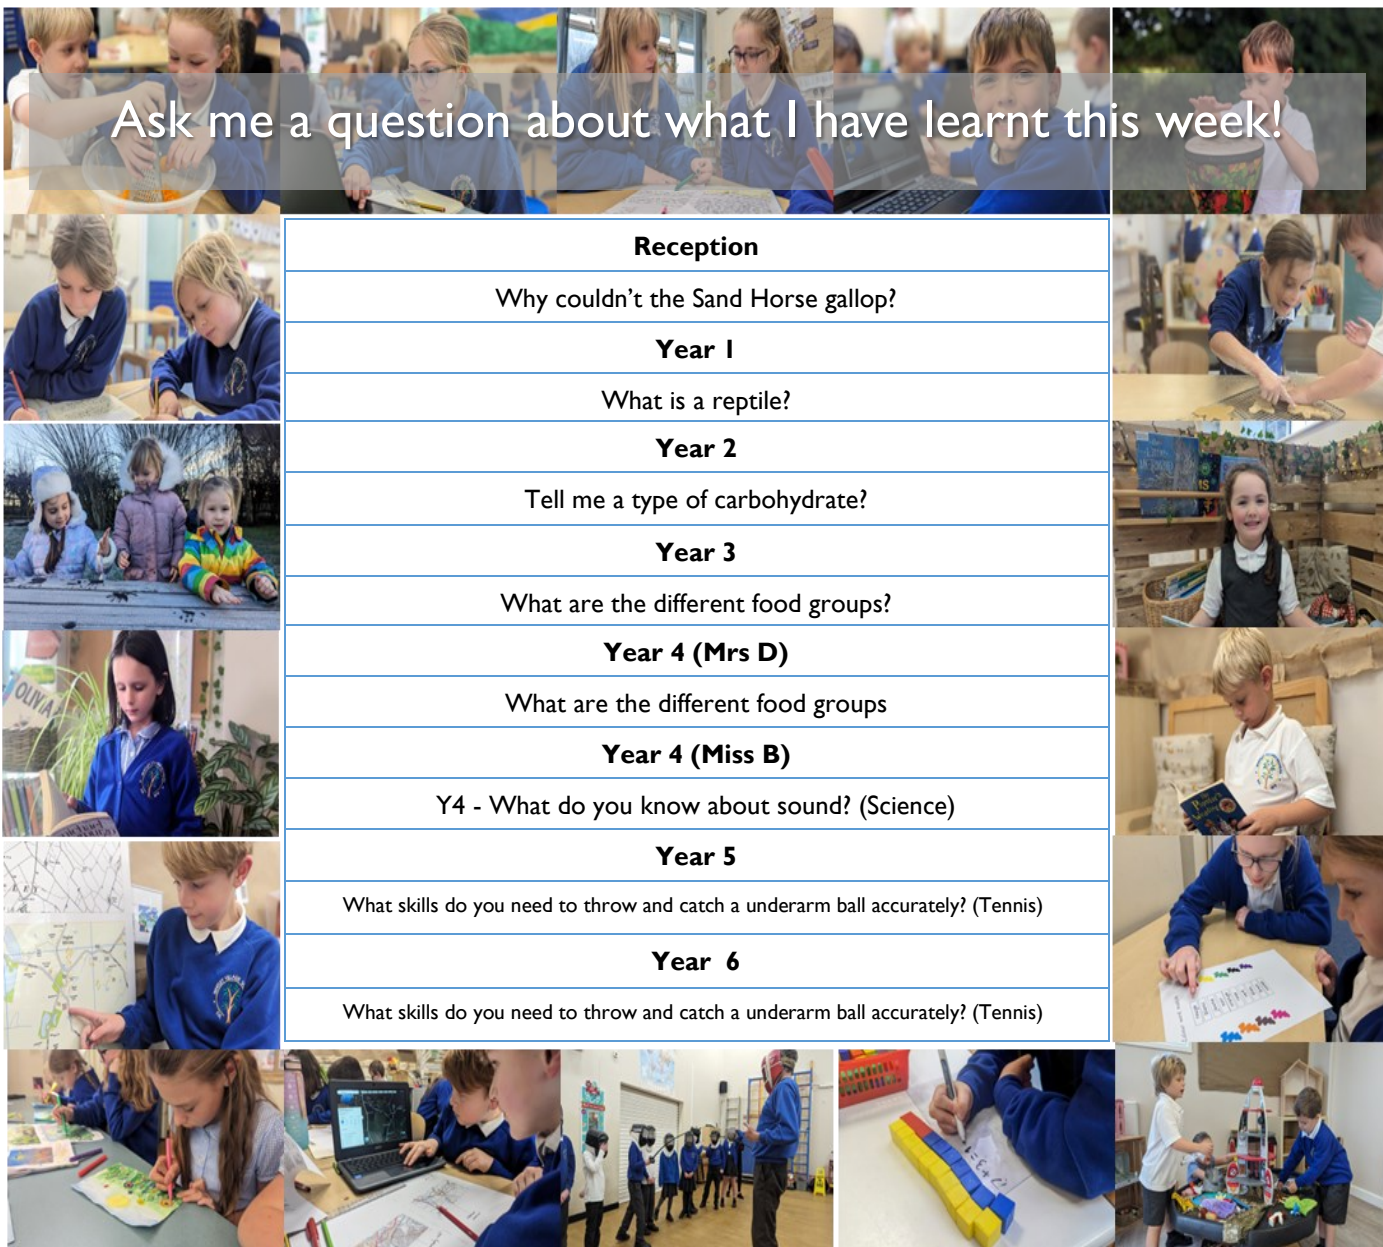 Ask me a question about what I have learnt this week!
Reception
Why couldn’t the Sand Horse gallop?
Year 1
What is a reptile?
Year 2
Tell me a type of carbohydrate?
Year 3
What are the different food groups?
Year 4 (Mrs D)
What are the different food groups
Year 4 (Miss B)
Y4 - What do you know about sound? (Science)
Year 5
What skills do you need to throw and catch a underarm ball accurately? (Tennis)
Year  6
What skills do you need to throw and catch a underarm ball accurately? (Tennis)
OLIVIA